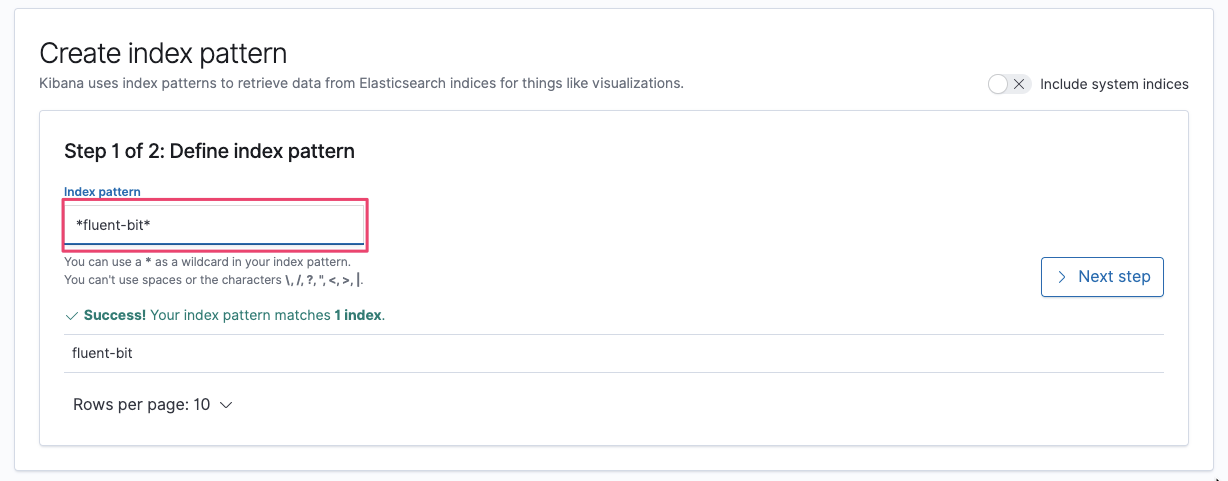 Create index pattern
Kibana uses index patterns to retrieve data from Elasticsearch indices for things like visualizations.
Include system indices
Step 1 of 2: Define index pattern
Index pattern
*fluent-bit*
You can use a * as a wildcard in your index pattern.
You can't use spaces or the characters \, /, ?, ", <, >, |.
Next step
Success! Your index pattern matches 1 index.
fluent-bit
Rows per page: 10